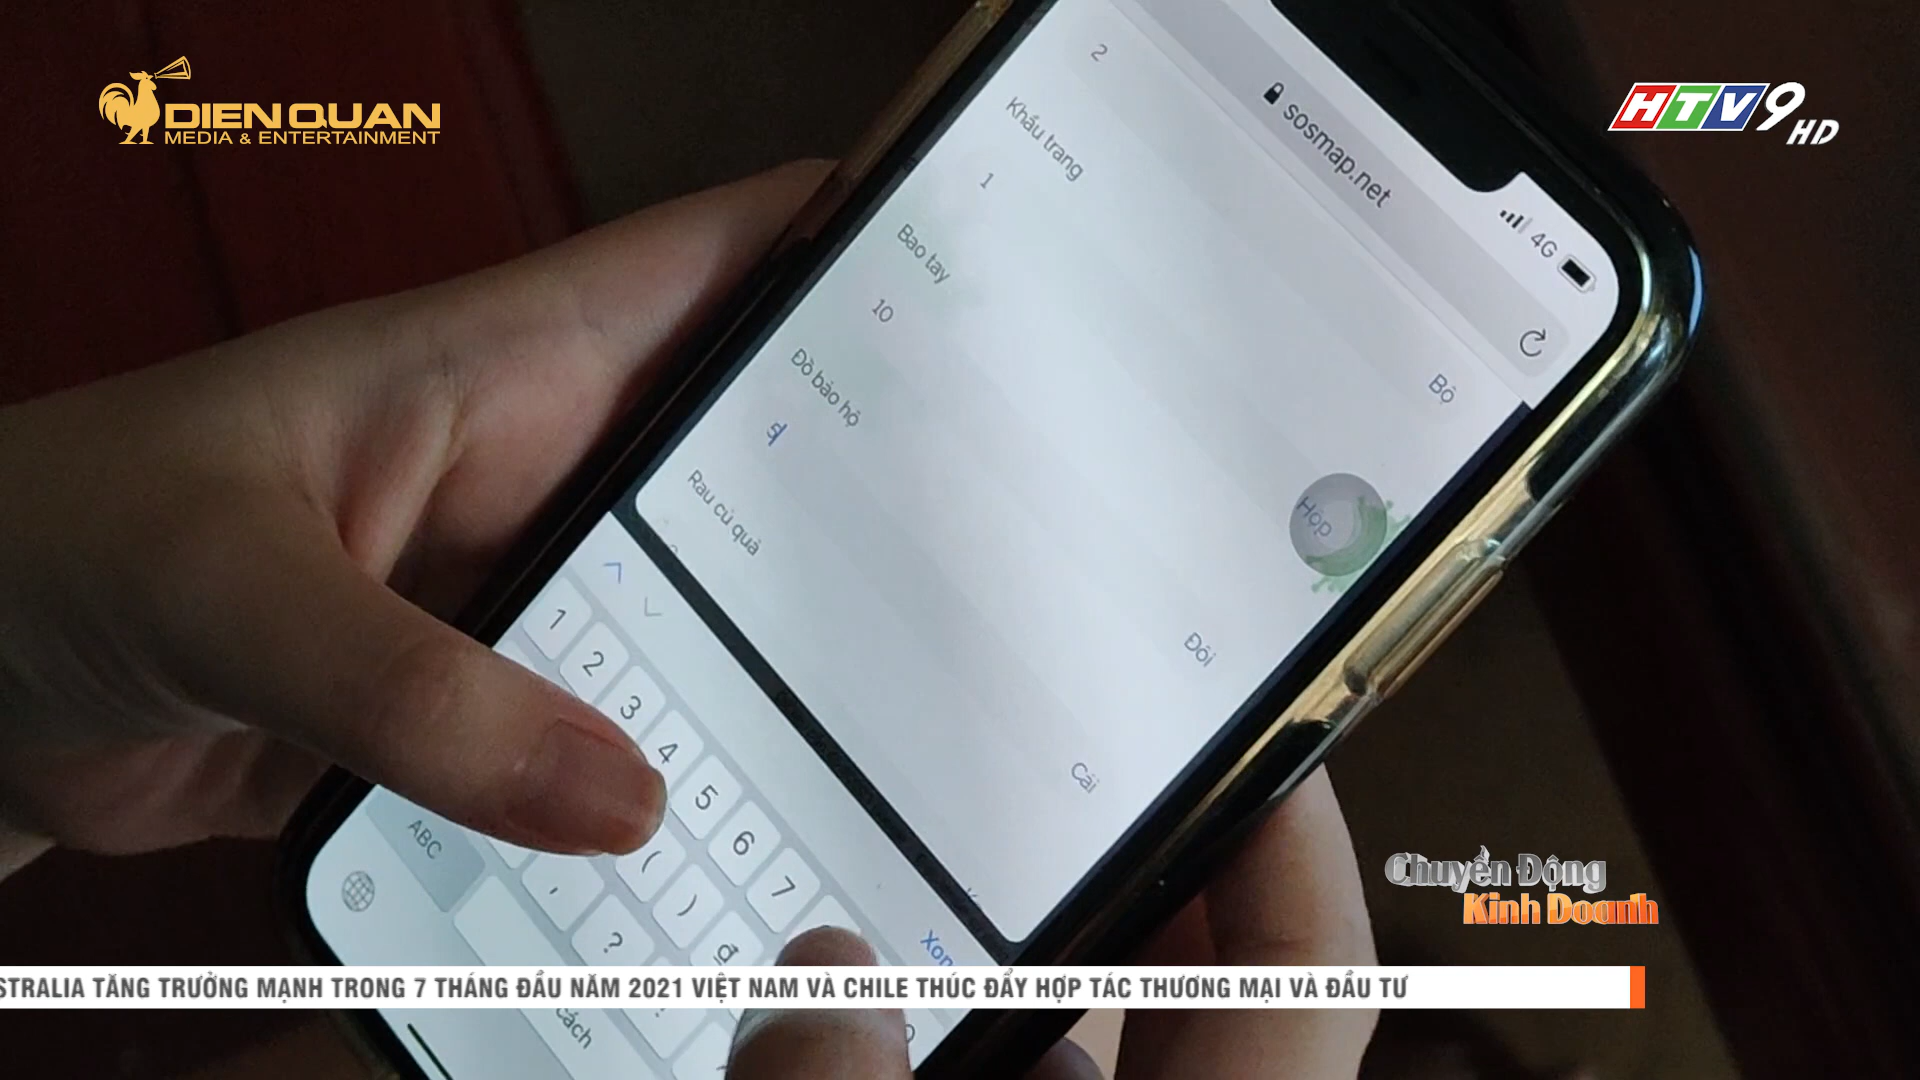 DIEN QUAN
MEDIA & ENTERTAINMENT
HTV9 HD
4G
sosmap.net
2
Bộ
Khẩu trang
1
Hộp
Bao tay
10
Đôi
Đồ bảo hộ
5
Cái
Rau củ quả
Xon
1 2 3 4 5 6 7
( ) ₫
ABC , ? !
cách
Chuyển Động
Kinh Doanh
STRALIA TĂNG TRƯỞNG MẠNH TRONG 7 THÁNG ĐẦU NĂM 2021 VIỆT NAM VÀ CHILE THÚC ĐẨY HỢP TÁC THƯƠNG MẠI VÀ ĐẦU TƯ